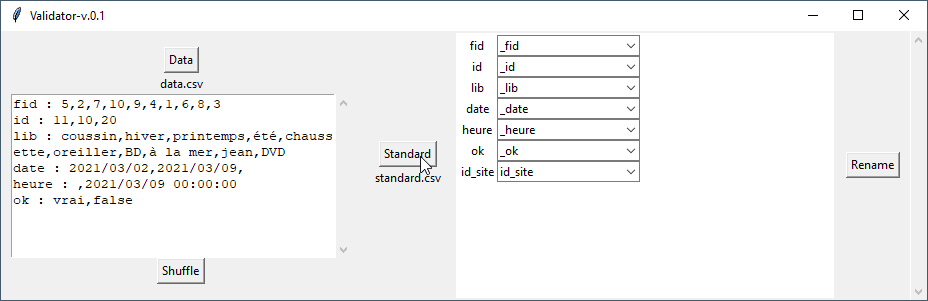 Validator-v.0.1
Data
data.csv
fid : 5,2,7,10,9,4,1,6,8,3
id : 11,10,20
lib : coussin,hiver,printemps,été,chauss
ette,oreiller,BD,à la mer,jean,DVD
date : 2021/03/02,2021/03/09,
heure : ,2021/03/09 00:00:00
ok : vrai,false
Shuffle
Standard
standard.csv
fid _fid
id _id
lib _lib
date _date
heure _heure
ok _ok
id_site id_site
Rename